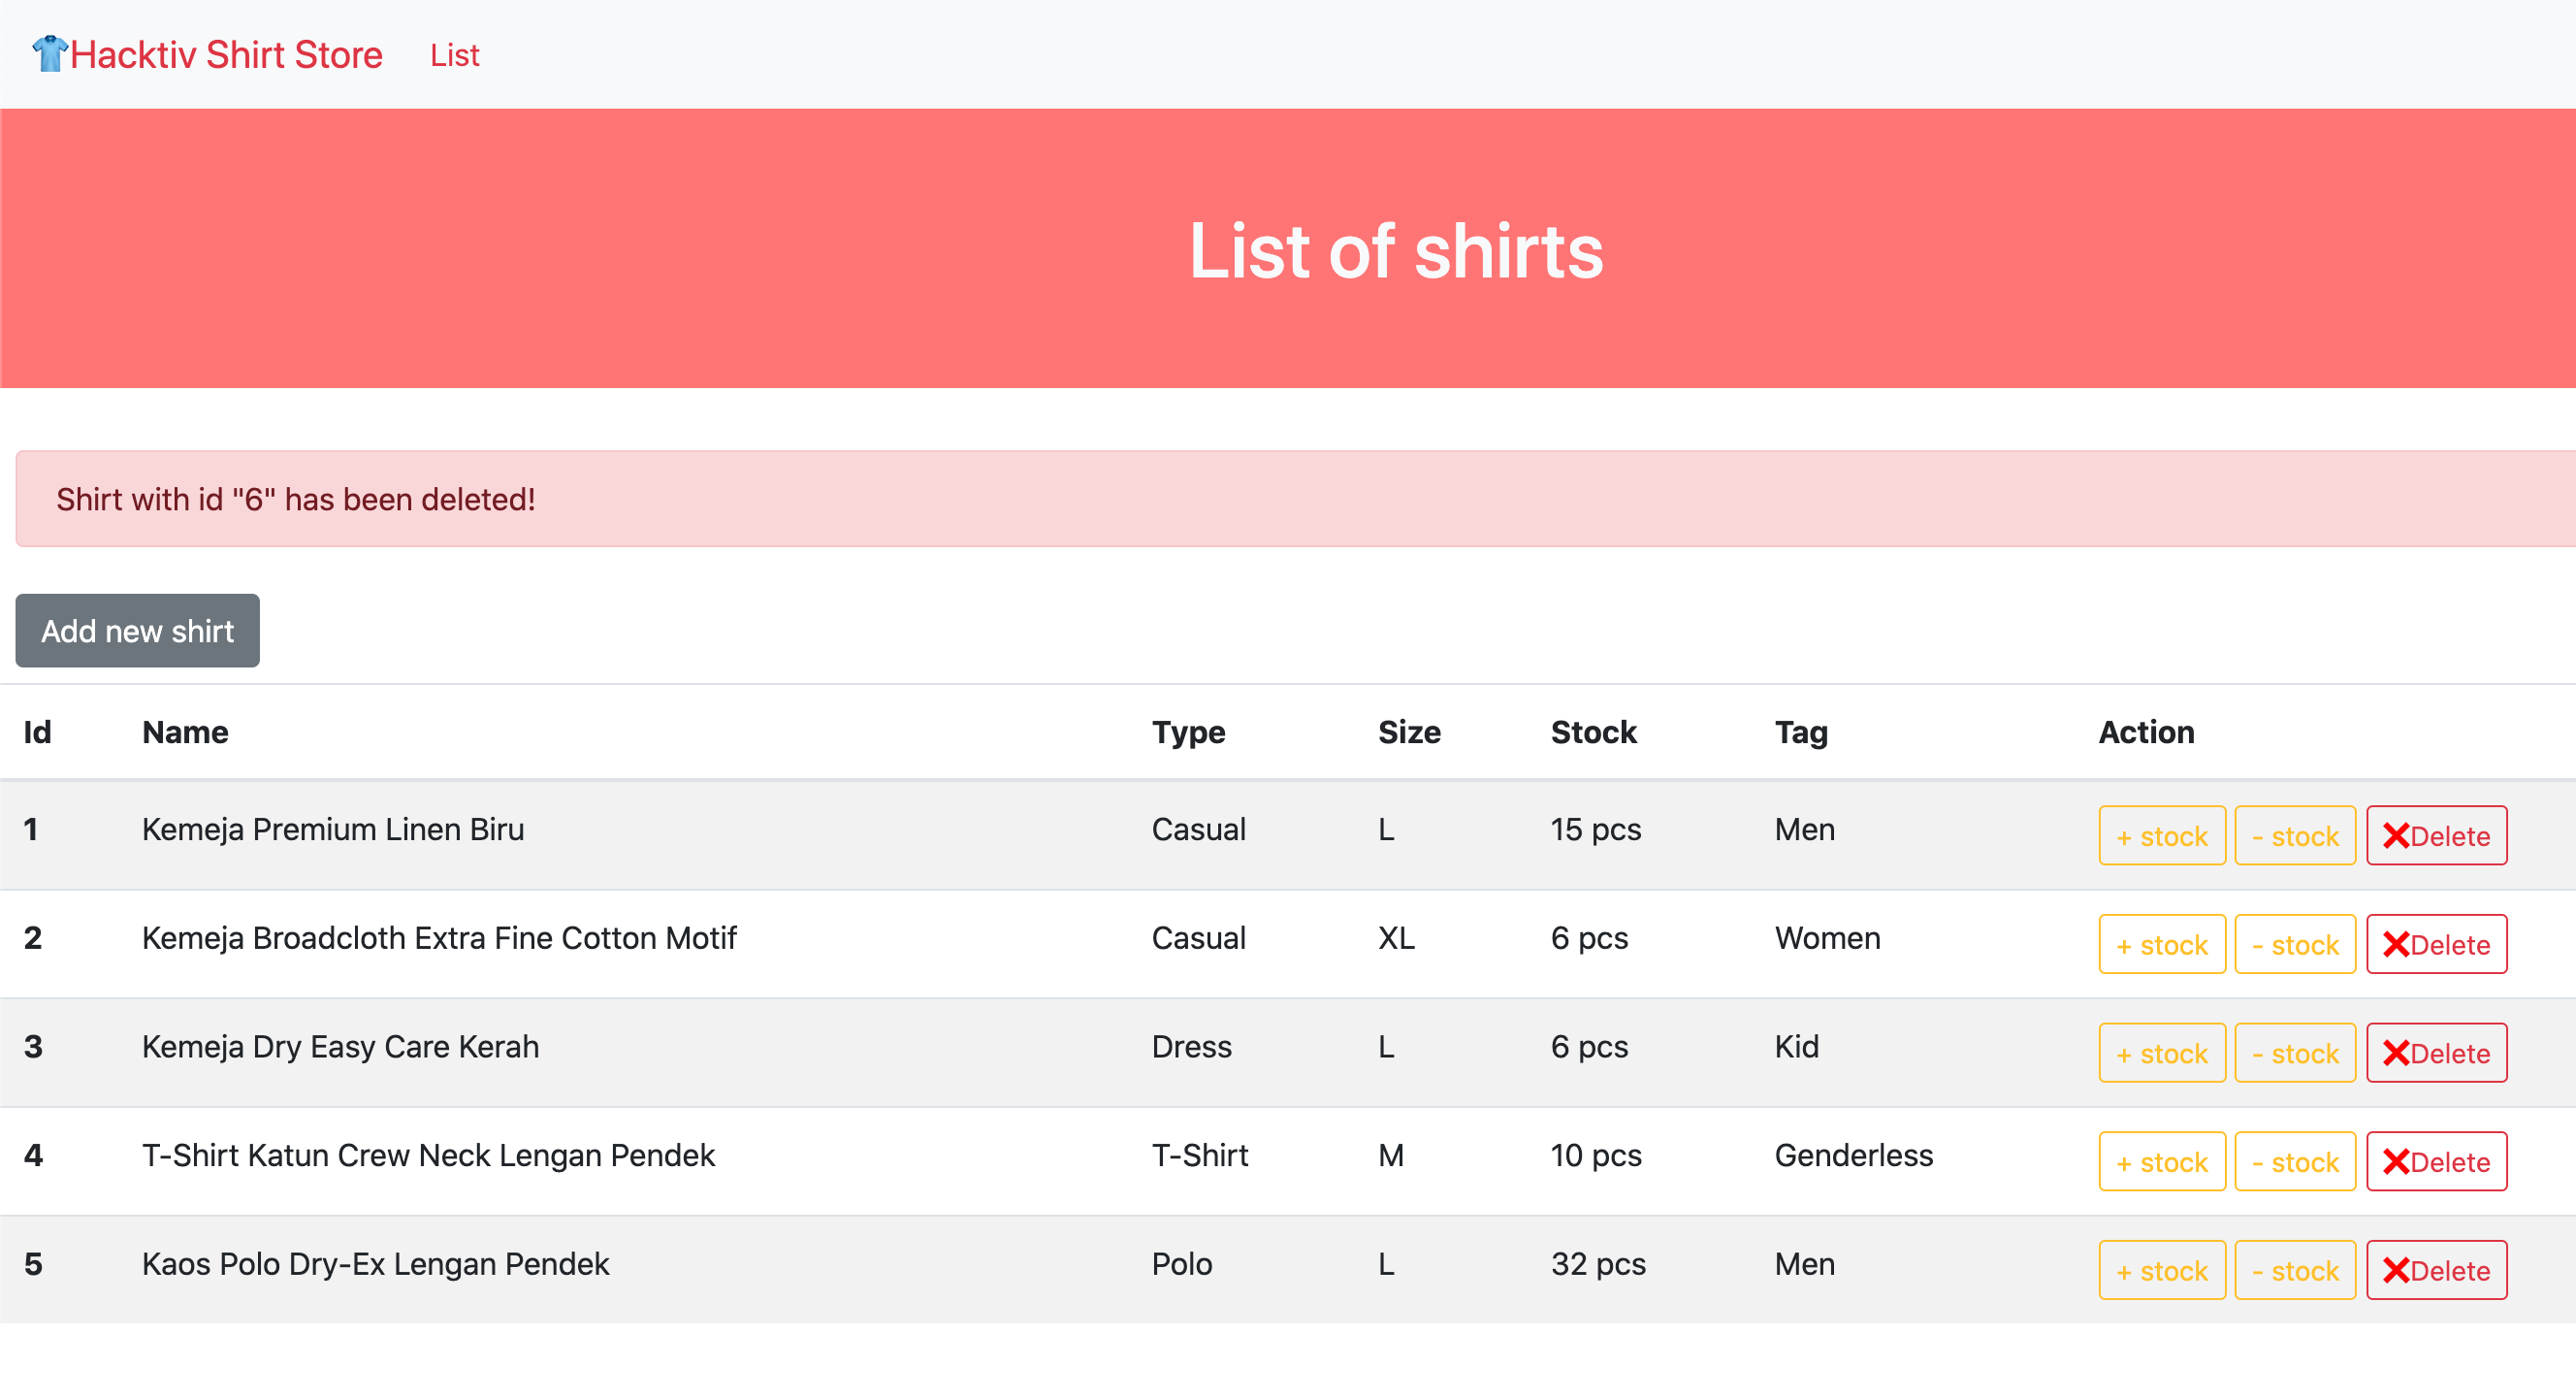 👕Hacktiv Shirt Store List
List of shirts
Shirt with id "6" has been deleted!
Add new shirt
Id Name Type Size Stock Tag Action
1 Kemeja Premium Linen Biru Casual L 15 pcs Men + stock - stock ❌Delete
2 Kemeja Broadcloth Extra Fine Cotton Motif Casual XL 6 pcs Women + stock - stock ❌Delete
3 Kemeja Dry Easy Care Kerah Dress L 6 pcs Kid + stock - stock ❌Delete
4 T-Shirt Katun Crew Neck Lengan Pendek T-Shirt M 10 pcs Genderless + stock - stock ❌Delete
5 Kaos Polo Dry-Ex Lengan Pendek Polo L 32 pcs Men + stock - stock ❌Delete